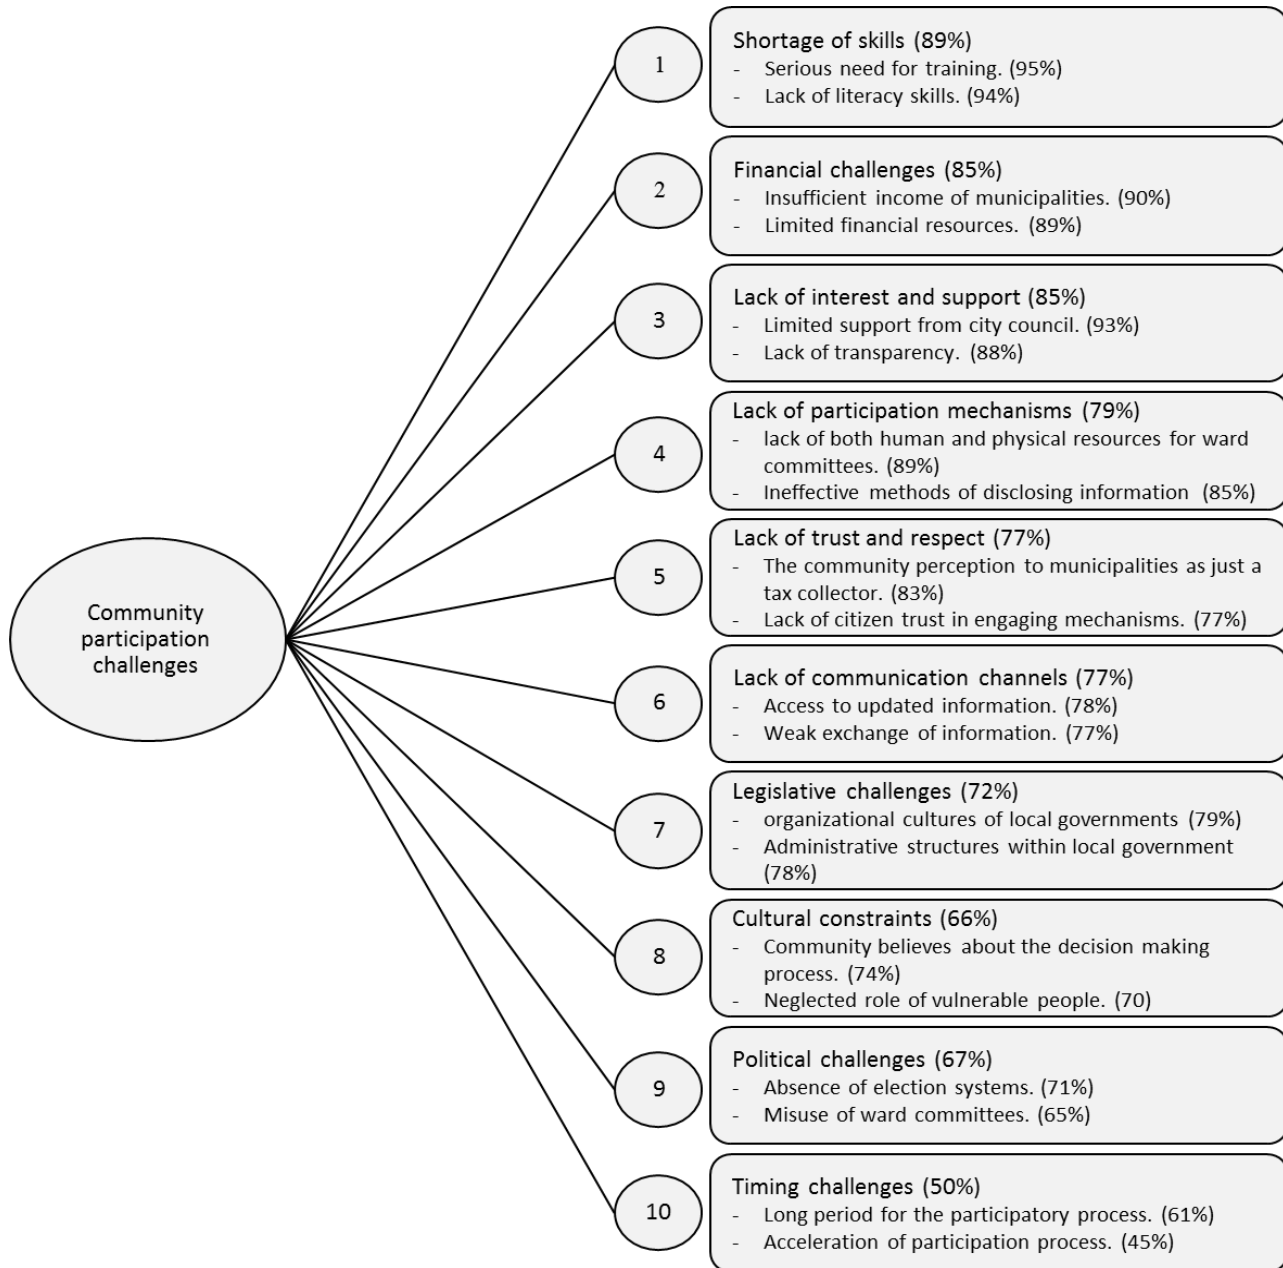 Community
participation
challenges
1
Shortage of skills (89%)
- Serious need for training. (95%)
- Lack of literacy skills. (94%)
2
Financial challenges (85%)
- Insufficient income of municipalities. (90%)
- Limited financial resources. (89%)
3
Lack of interest and support (85%)
- Limited support from city council. (93%)
- Lack of transparency. (88%)
4
Lack of participation mechanisms (79%)
- lack of both human and physical resources for ward
committees. (89%)
- Ineffective methods of disclosing information (85%)
5
Lack of trust and respect (77%)
- The community perception to municipalities as just a
tax collector. (83%)
- Lack of citizen trust in engaging mechanisms. (77%)
6
Lack of communication channels (77%)
- Access to updated information. (78%)
- Weak exchange of information. (77%)
7
Legislative challenges (72%)
- organizational cultures of local governments (79%)
- Administrative structures within local government
(78%)
8
Cultural constraints (66%)
- Community believes about the decision making
process. (74%)
- Neglected role of vulnerable people. (70)
9
Political challenges (67%)
- Absence of election systems. (71%)
- Misuse of ward committees. (65%)
10
Timing challenges (50%)
- Long period for the participatory process. (61%)
- Acceleration of participation process. (45%)